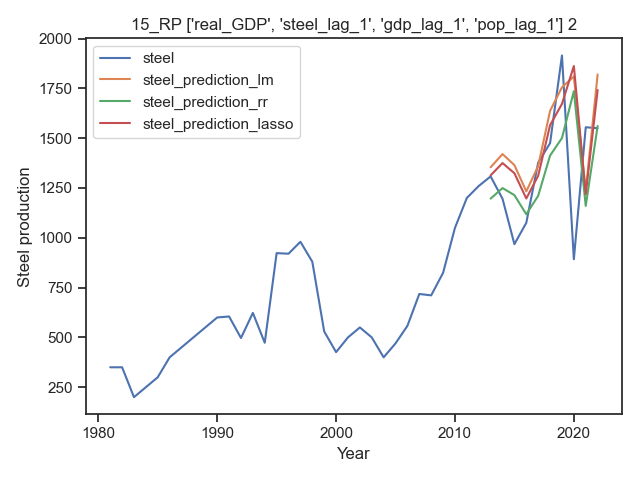 15_RP ['real_GDP', 'steel_lag_1', 'gdp_lag_1', 'pop_lag_1'] 2
steel
steel_prediction_lm
steel_prediction_rr
steel_prediction_lasso
Steel production
2000
1750
1500
1250
1000
750
500
250
1980
1990
2000
2010
2020
Year